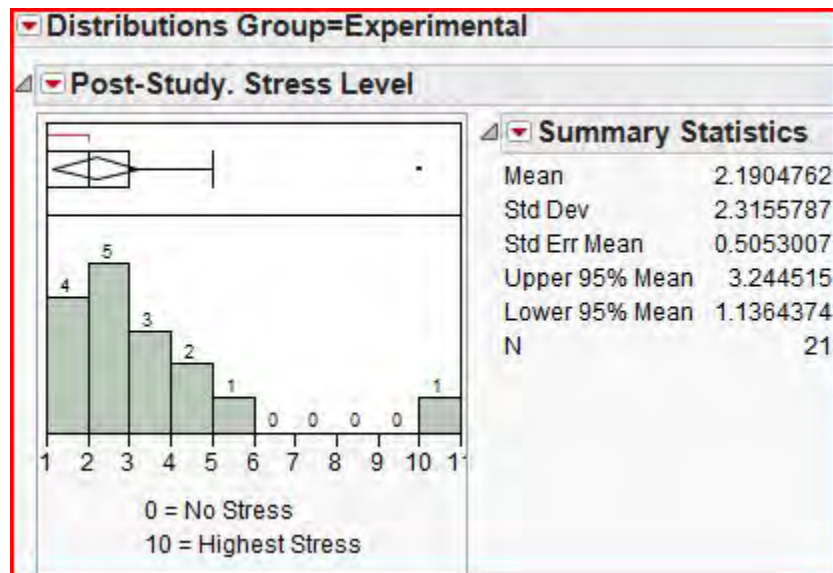 Distributions Group=Experimental
Post-Study. Stress Level
Summary Statistics
Mean 2.1904762
Std Dev 2.3155787
Std Err Mean 0.5053007
Upper 95% Mean 3.244515
Lower 95% Mean 1.1364374
N 21
4 5 3 2 1 0 0 0 0 1
1 2 3 4 5 6 7 8 9 10 1
0 = No Stress
10 = Highest Stress